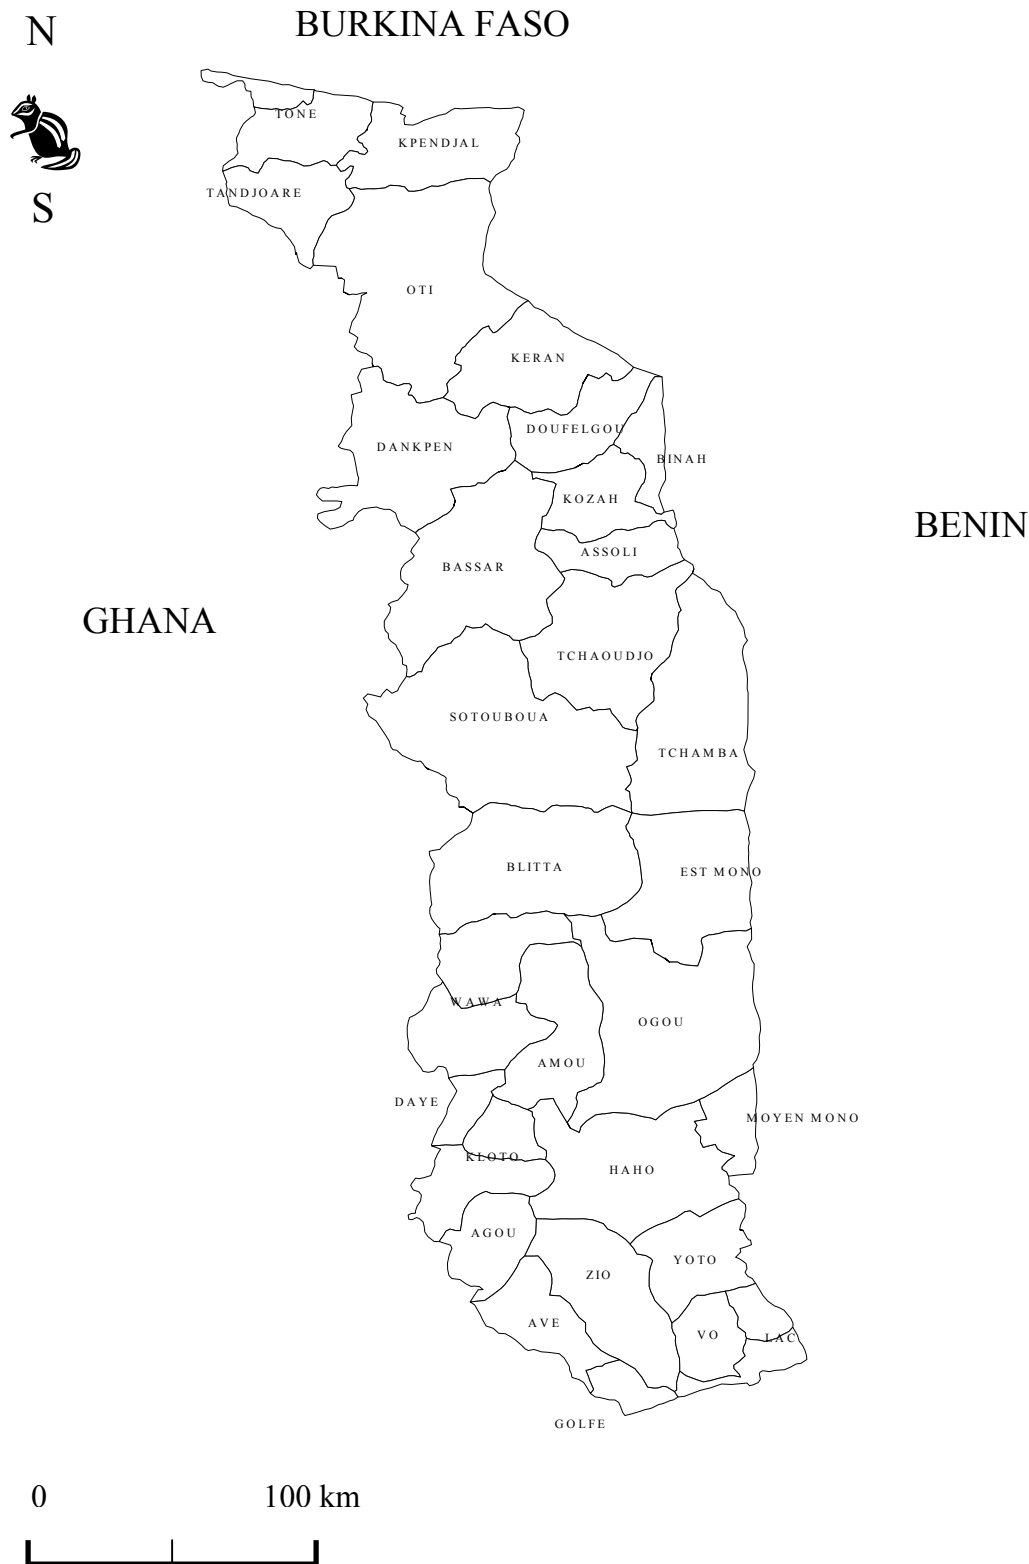 N
BURKINA FASO
TONE
KPENDJAL
TANDJOARE
S
OTI
KERAN
DOUFELGOU
DANKPEN
BINAH
KOZAH
BENIN
ASSOLI
BASSAR
GHANA
TCHAOUDJO
SOTOUBOUA
TCHAMBA
BLITTA
EST MONO
WAWA
OGOU
AMOU
DAYE
MOYEN MONO
KLOTO
HAHO
AGOU
YOTO
ZIO
AVE
VO
LAC
GOLFE
0
100 km